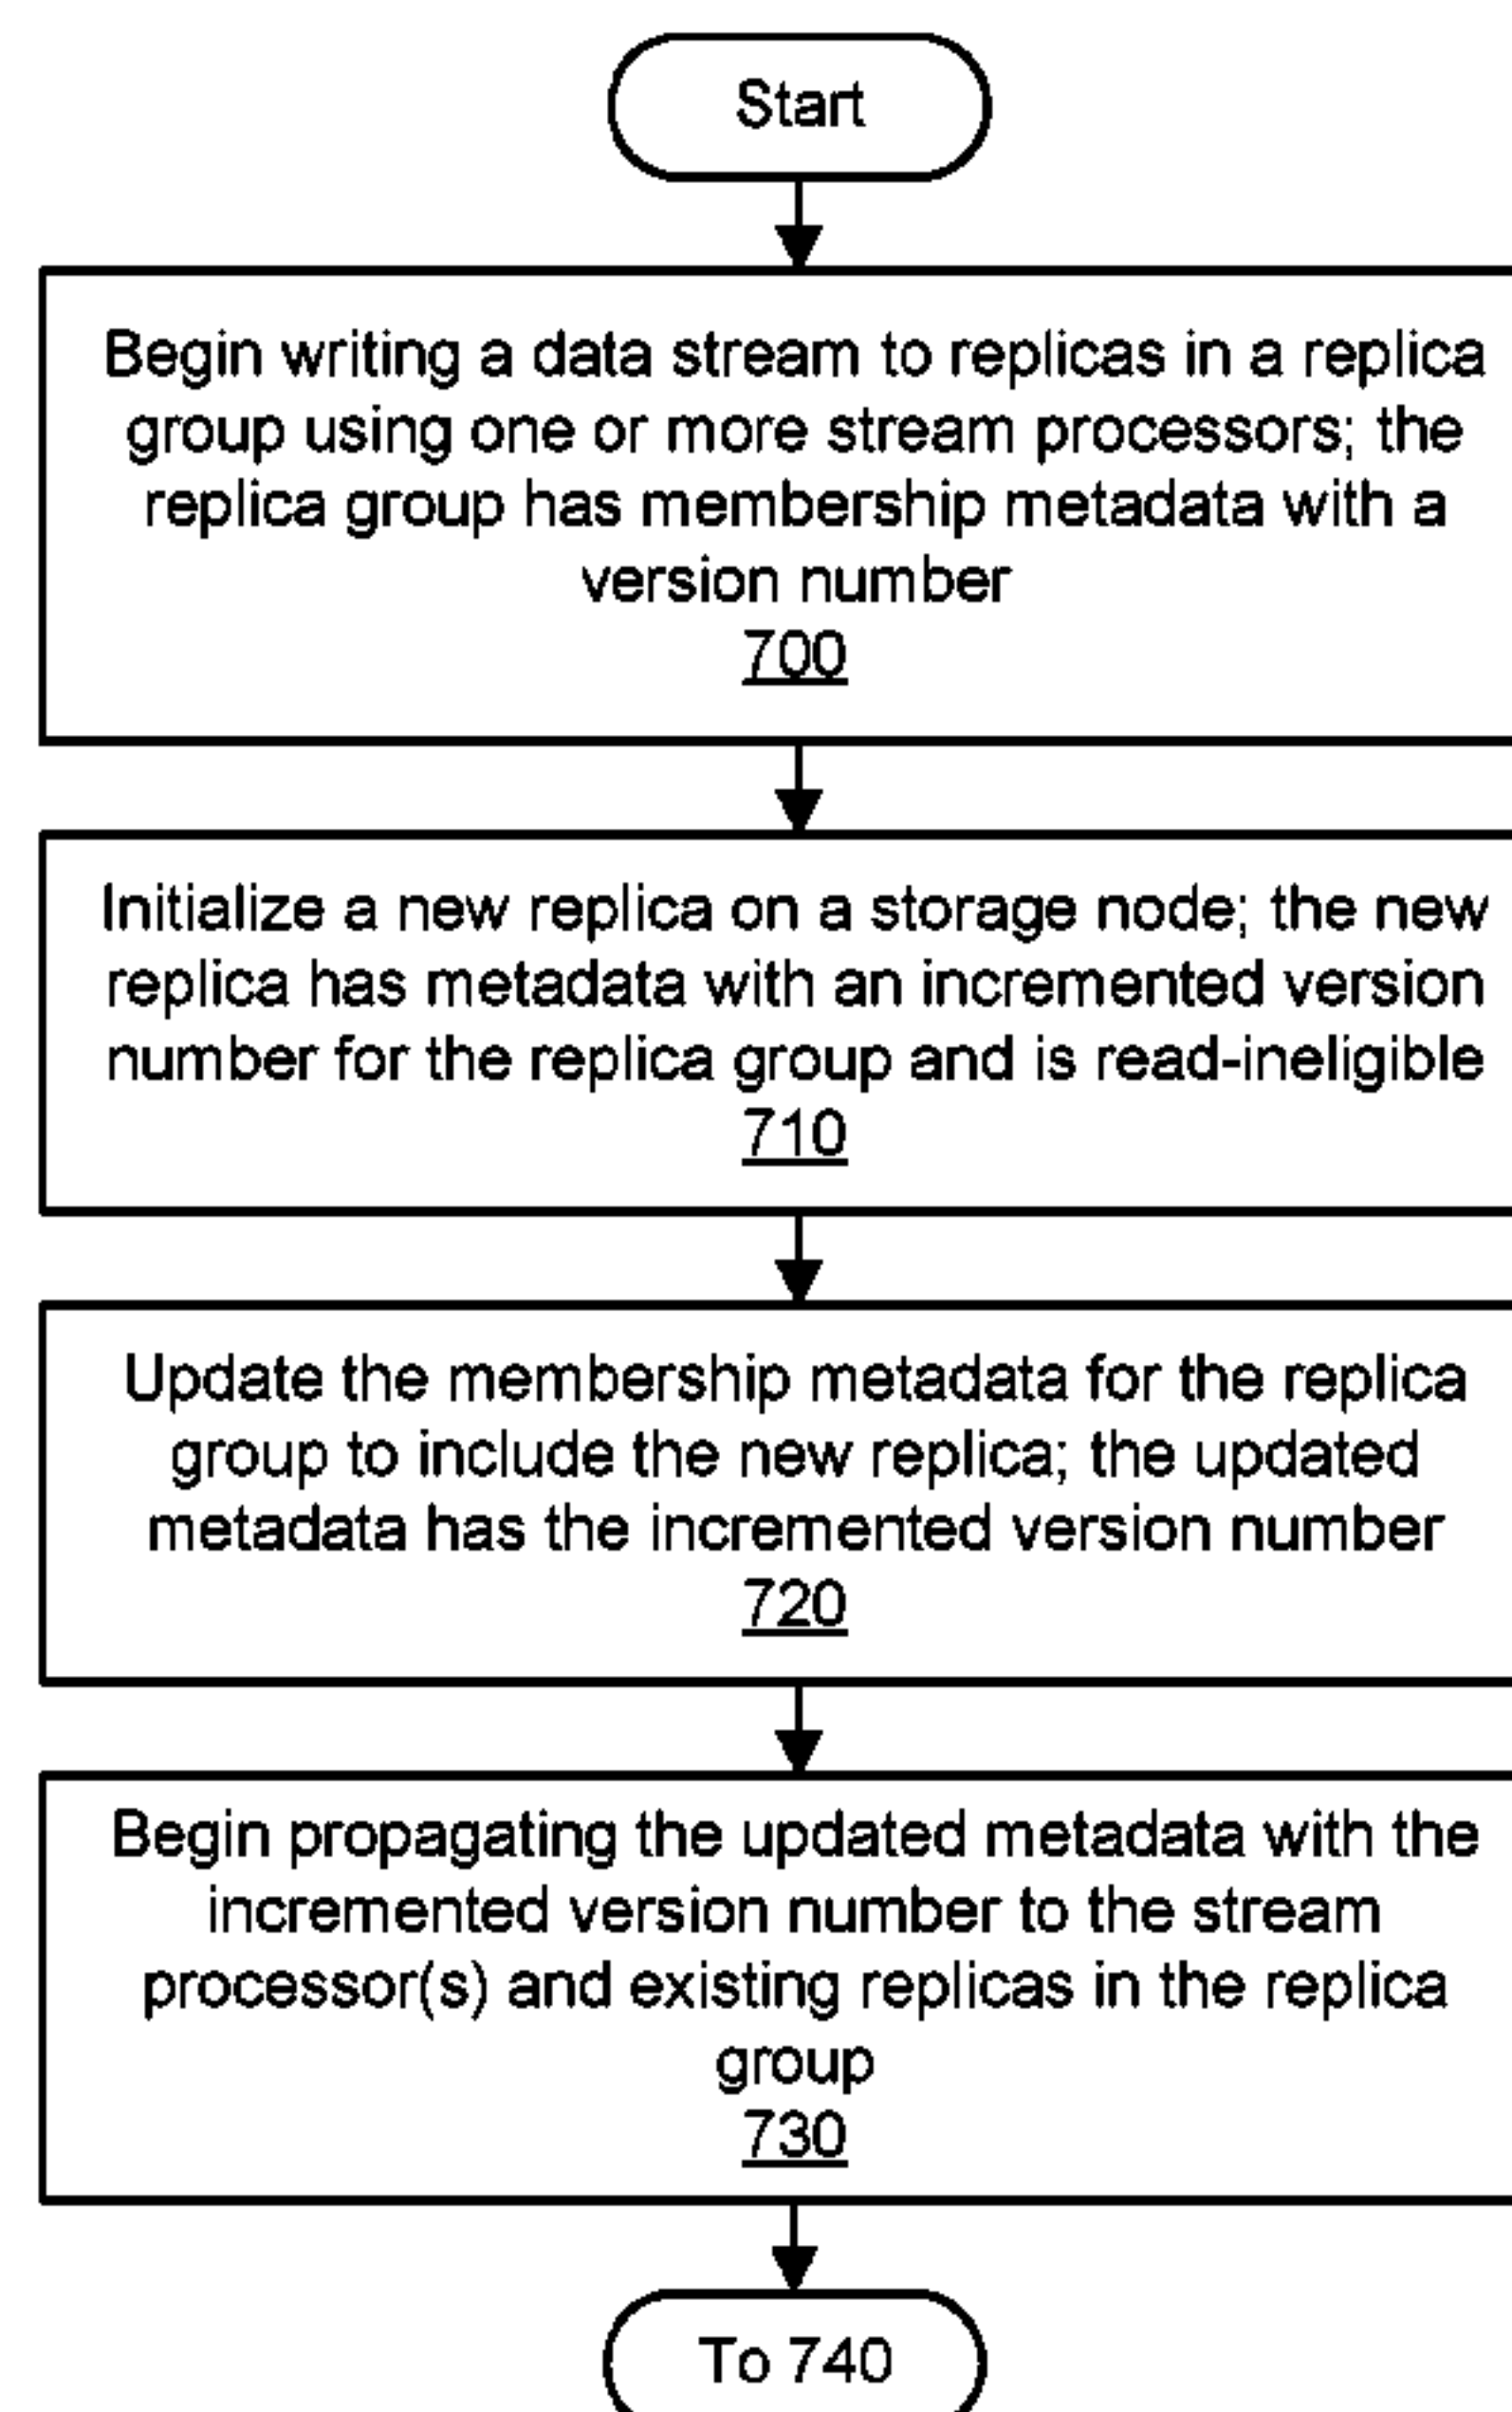 Start
Begin writing a data stream to replicas in a replica
group using one or more stream processors; the
replica group has membership metadata with a
version number
700
Initialize a new replica on a storage node; the new
replica has metadata with an incremented version
number for the replica group and is read-ineligible
710
Update the membership metadata for the replica
group to include the new replica; the updated
metadata has the incremented version number
720
Begin propagating the updated metadata with the
incremented version number to the stream
processor(s) and existing replicas in the replica
group
730
To 740